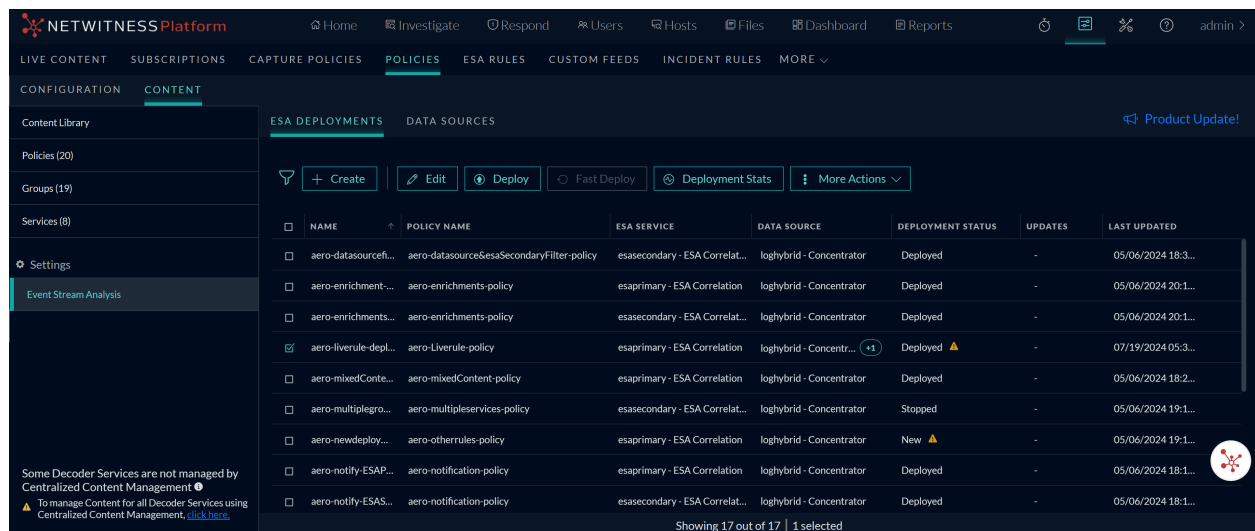 NETWITNESS Platform Home Investigate Respond Users Hosts Files Dashboard Reports admin >
LIVE CONTENT SUBSCRIPTIONS CAPTURE POLICIES POLICIES ESA RULES CUSTOM FEEDS INCIDENT RULES MORE
CONFIGURATION CONTENT
Content Library
Policies (20)
Groups (19)
Services (8)
Settings
Event Stream Analysis
Some Decoder Services are not managed by
Centralized Content Management
To manage Content for all Decoder Services using
Centralized Content Management, click here.
ESA DEPLOYMENTS DATA SOURCES Product Update!
+ Create Edit Deploy Fast Deploy Deployment Stats More Actions
NAME ↑ POLICY NAME ESA SERVICE DATA SOURCE DEPLOYMENT STATUS UPDATES LAST UPDATED
aero-datasourcefi... aero-datasource&esaSecondaryFilter-policy esasecondary - ESA Correlat... loghybrid - Concentrator Deployed - 05/06/2024 18:3...
aero-enrichment-... aero-enrichments-policy esaprimary - ESA Correlation loghybrid - Concentrator Deployed - 05/06/2024 20:1...
aero-enrichments... aero-enrichments-policy esasecondary - ESA Correlat... loghybrid - Concentrator Deployed - 05/06/2024 20:1...
aero-liverule-depl... aero-Liverule-policy esaprimary - ESA Correlation loghybrid - Concentr... +1 Deployed - 07/19/2024 05:3...
aero-mixedConte... aero-mixedContent-policy esaprimary - ESA Correlation loghybrid - Concentrator Deployed - 05/06/2024 18:2...
aero-multiplegro... aero-multipleservices-policy esasecondary - ESA Correlat... loghybrid - Concentrator Stopped - 05/06/2024 19:1...
aero-newdeploy... aero-otherrules-policy esaprimary - ESA Correlation loghybrid - Concentrator New - 05/06/2024 19:1...
aero-notify-ESAP... aero-notification-policy esaprimary - ESA Correlation loghybrid - Concentrator Deployed - 05/06/2024 18:1...
aero-notify-ESAS... aero-notification-policy esasecondary - ESA Correlat... loghybrid - Concentrator Deployed - 05/06/2024 18:1...
Showing 17 out of 17 | 1 selected